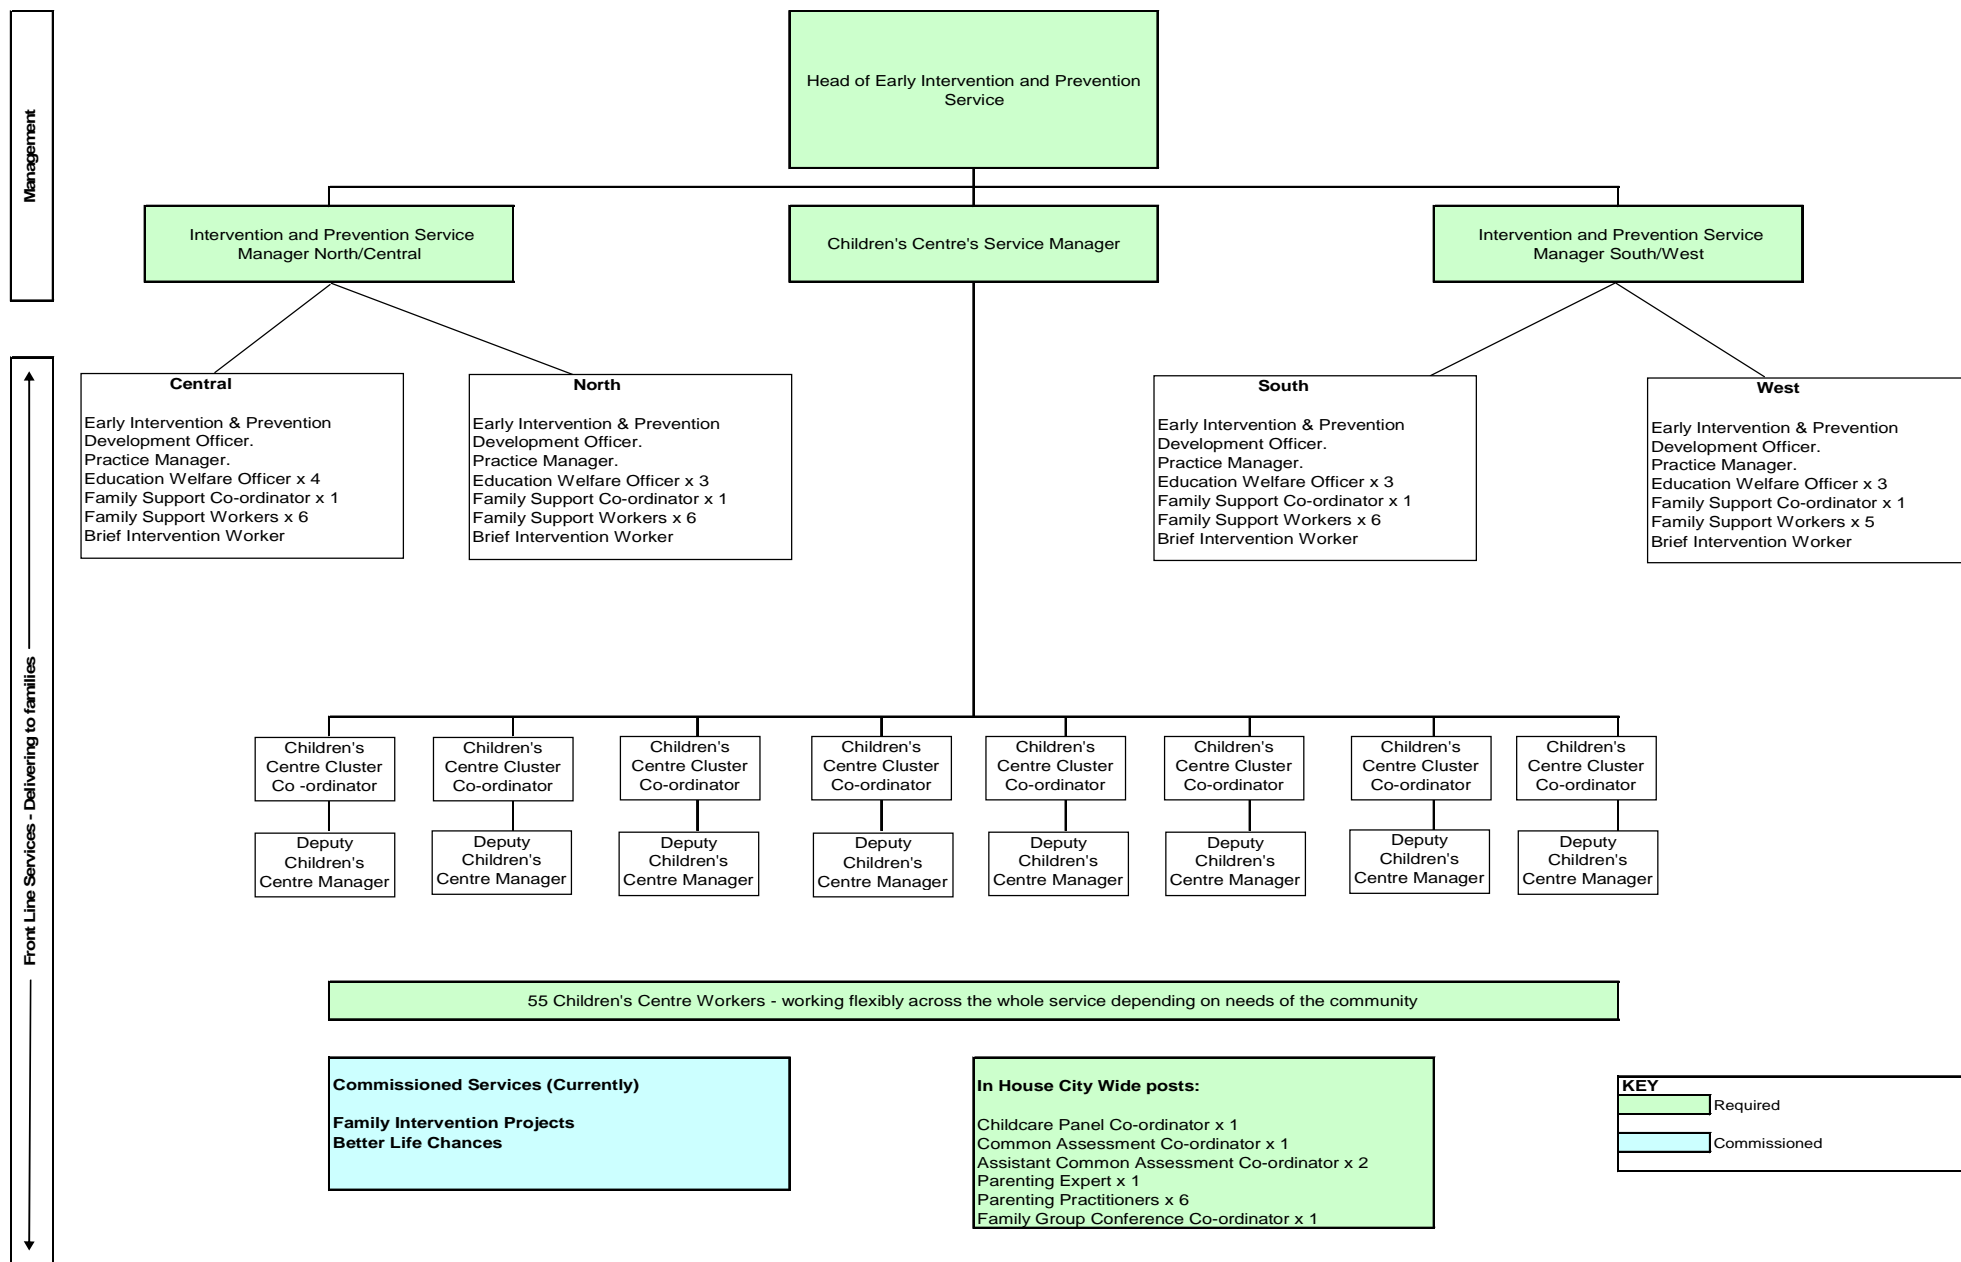 Management
Head of Early Intervention and Prevention
Service
Intervention and Prevention Service
Manager North/Central
Children's Centre's Service Manager
Intervention and Prevention Service
Manager South/West
Front Line Services - Delivering to families
Central
Early Intervention & Prevention
Development Officer.
Practice Manager.
Education Welfare Officer x 4
Family Support Co-ordinator x 1
Family Support Workers x 6
Brief Intervention Worker
North
Early Intervention & Prevention
Development Officer.
Practice Manager.
Education Welfare Officer x 3
Family Support Co-ordinator x 1
Family Support Workers x 6
Brief Intervention Worker
South
Early Intervention & Prevention
Development Officer.
Practice Manager.
Education Welfare Officer x 3
Family Support Co-ordinator x 1
Family Support Workers x 6
Brief Intervention Worker
West
Early Intervention & Prevention
Development Officer.
Practice Manager.
Education Welfare Officer x 3
Family Support Co-ordinator x 1
Family Support Workers x 5
Brief Intervention Worker
Children's
Centre Cluster
Co -ordinator
Children's
Centre Cluster
Co-ordinator
Children's
Centre Cluster
Co-ordinator
Children's
Centre Cluster
Co-ordinator
Children's
Centre Cluster
Co-ordinator
Children's
Centre Cluster
Co-ordinator
Children's
Centre Cluster
Co-ordinator
Children's
Centre Cluster
Co-ordinator
Deputy
Children's
Centre Manager
Deputy
Children's
Centre Manager
Deputy
Children's
Centre Manager
Deputy
Children's
Centre Manager
Deputy
Children's
Centre Manager
Deputy
Children's
Centre Manager
Deputy
Children's
Centre Manager
Deputy
Children's
Centre Manager
55 Children's Centre Workers - working flexibly across the whole service depending on needs of the community
Commissioned Services (Currently)
Family Intervention Projects
Better Life Chances
In House City Wide posts:
Childcare Panel Co-ordinator x 1
Common Assessment Co-ordinator x 1
Assistant Common Assessment Co-ordinator x 2
Parenting Expert x 1
Parenting Practitioners x 6
Family Group Conference Co-ordinator x 1
KEY
Required
Commissioned